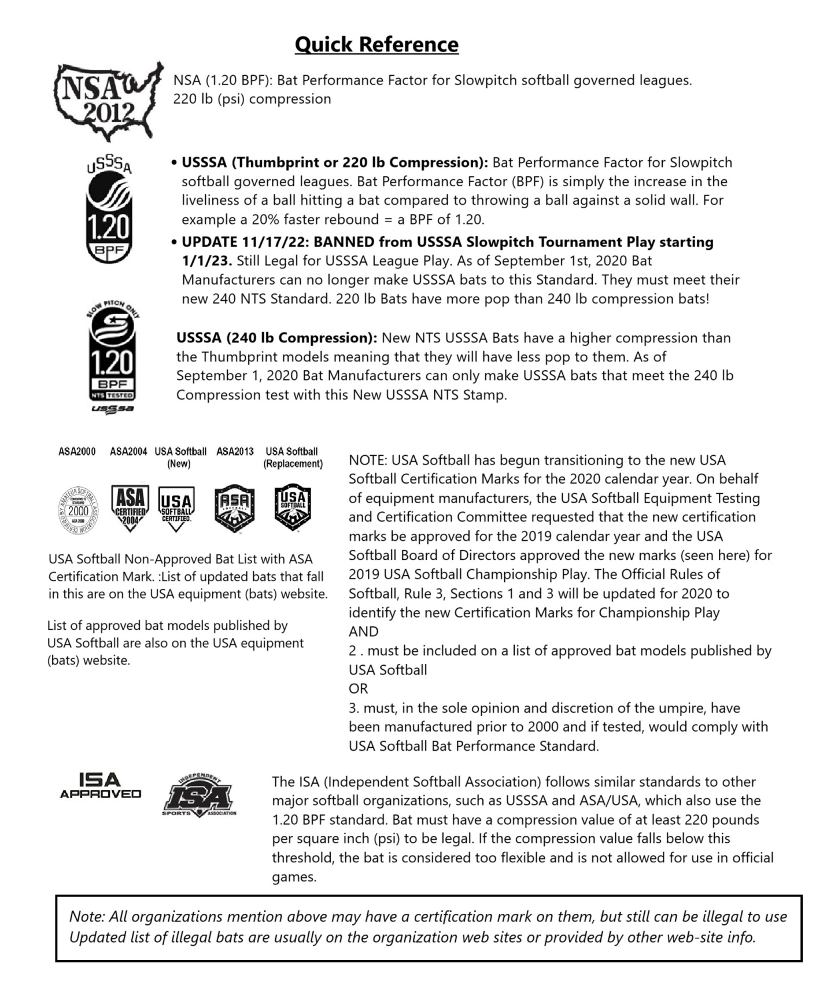 Quick Reference
NSA
2012
NSA (1.20 BPF): Bat Performance Factor for Slowpitch softball governed leagues.
220 lb (psi) compression
USSSA
1.20
BPF
• USSSA (Thumbprint or 220 lb Compression): Bat Performance Factor for Slowpitch
softball governed leagues. Bat Performance Factor (BPF) is simply the increase in the
liveliness of a ball hitting a bat compared to throwing a ball against a solid wall. For
example a 20% faster rebound = a BPF of 1.20.
• UPDATE 11/17/22: BANNED from USSSA Slowpitch Tournament Play starting
1/1/23. Still Legal for USSSA League Play. As of September 1st, 2020 Bat
Manufacturers can no longer make USSSA bats to this Standard. They must meet their
new 240 NTS Standard. 220 lb Bats have more pop than 240 lb compression bats!
SLOW PITCH ONLY
1.20
BPF
NTS TESTED
USSSA
USSSA (240 lb Compression): New NTS USSSA Bats have a higher compression than
the Thumbprint models meaning that they will have less pop to them. As of
September 1, 2020 Bat Manufacturers can only make USSSA bats that meet the 240 lb
Compression test with this New USSSA NTS Stamp.
ASA2000 ASA2004 USA Softball ASA2013 USA Softball
(New) (Replacement)
CERTIFIED BY AMATEUR SOFTBALL ASSOCIATION
CONFORMS TO
STANDARD
2000
ASA 2000
ASA
CERTIFIED
2004
USA
SOFTBALL
CERTIFIED.
ASA
SOFTBALL
USA
SOFTBALL
USA Softball Non-Approved Bat List with ASA
Certification Mark. :List of updated bats that fall
in this are on the USA equipment (bats) website.
List of approved bat models published by
USA Softball are also on the USA equipment
(bats) website.
NOTE: USA Softball has begun transitioning to the new USA
Softball Certification Marks for the 2020 calendar year. On behalf
of equipment manufacturers, the USA Softball Equipment Testing
and Certification Committee requested that the new certification
marks be approved for the 2019 calendar year and the USA
Softball Board of Directors approved the new marks (seen here) for
2019 USA Softball Championship Play. The Official Rules of
Softball, Rule 3, Sections 1 and 3 will be updated for 2020 to
identify the new Certification Marks for Championship Play
AND
2 . must be included on a list of approved bat models published by
USA Softball
OR
3. must, in the sole opinion and discretion of the umpire, have
been manufactured prior to 2000 and if tested, would comply with
USA Softball Bat Performance Standard.
ISA
APPROVED
INDEPENDENT
ISA
SPORTS ASSOCIATION
The ISA (Independent Softball Association) follows similar standards to other
major softball organizations, such as USSSA and ASA/USA, which also use the
1.20 BPF standard. Bat must have a compression value of at least 220 pounds
per square inch (psi) to be legal. If the compression value falls below this
threshold, the bat is considered too flexible and is not allowed for use in official
games.
Note: All organizations mention above may have a certification mark on them, but still can be illegal to use
Updated list of illegal bats are usually on the organization web sites or provided by other web-site info.